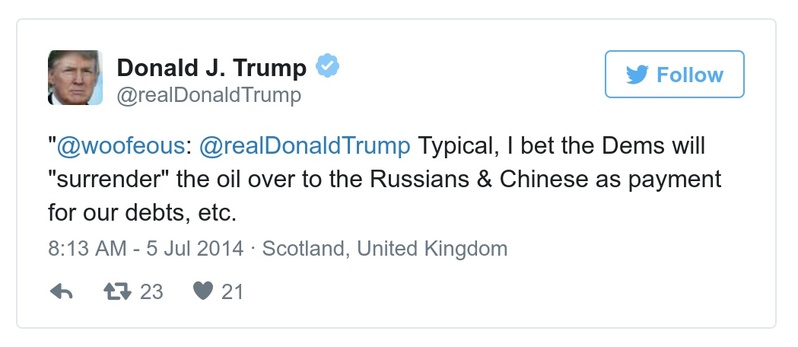 Donald J. Trump
@realDonaldTrump
Follow
"@woofeous: @realDonaldTrump Typical, I bet the Dems will
"surrender" the oil over to the Russians & Chinese as payment
for our debts, etc.
8:13 AM - 5 Jul 2014 · Scotland, United Kingdom
23 21